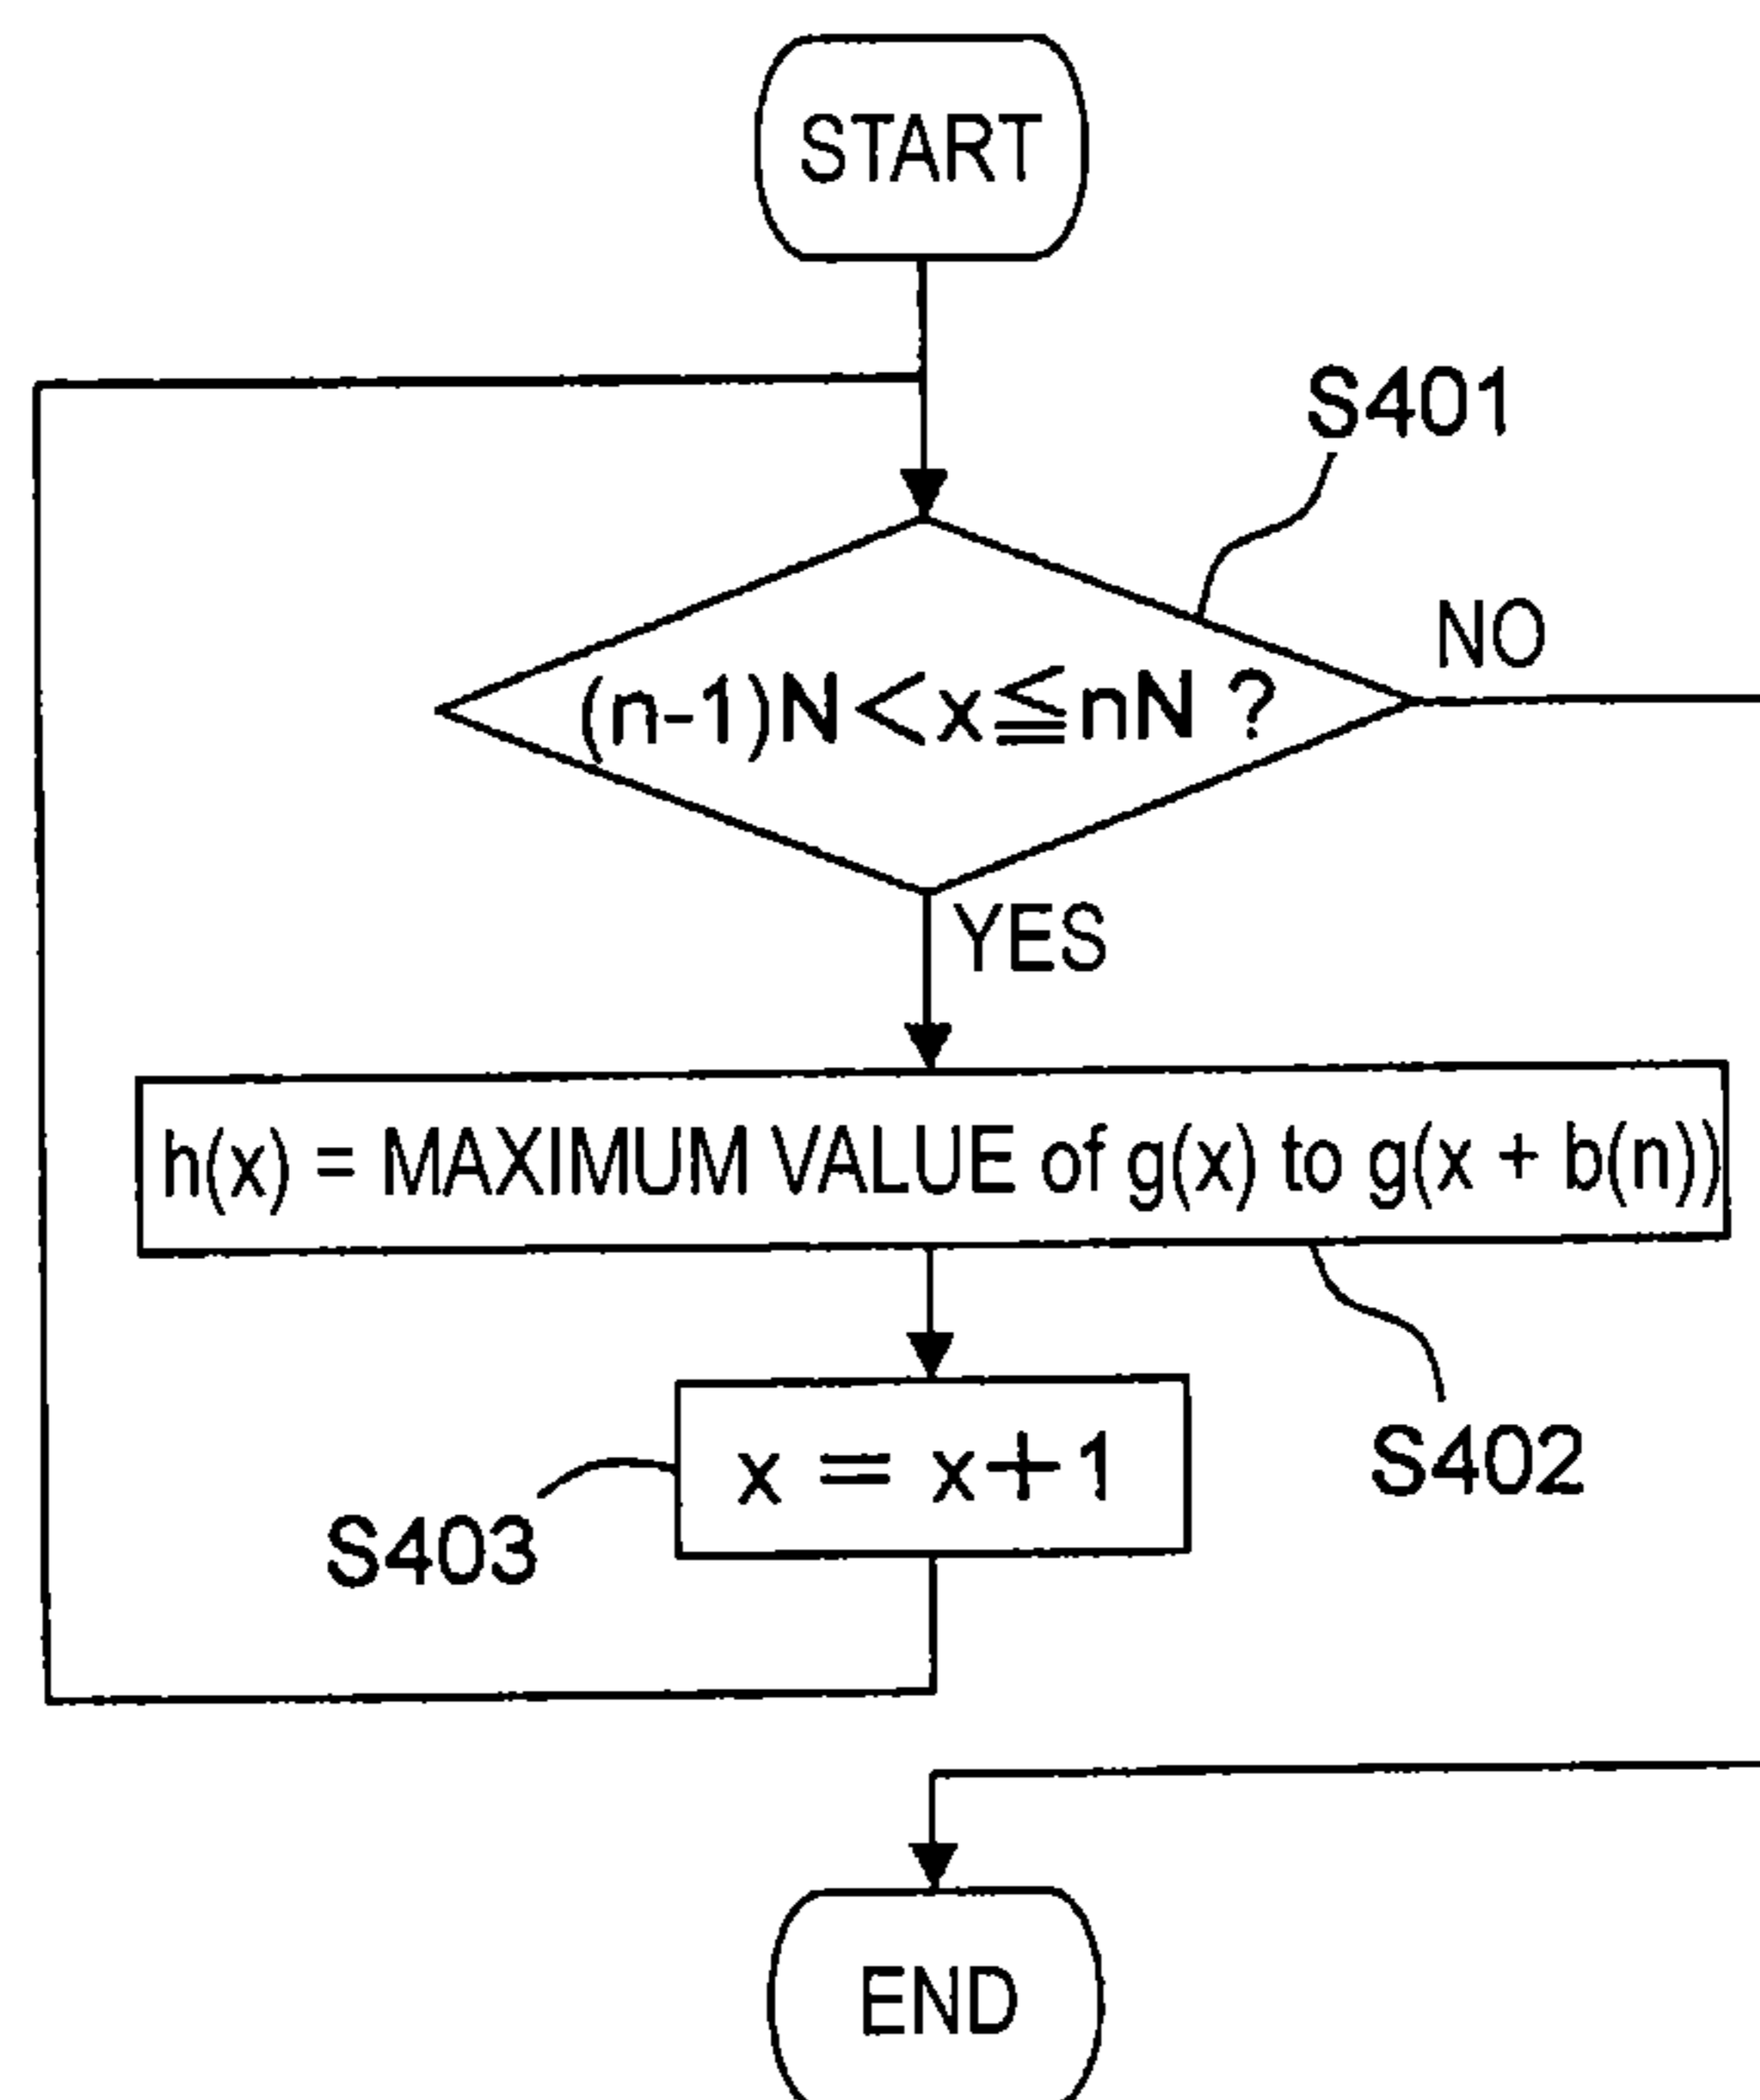 START
S401
(n-1)N<x≦nN ?
NO
YES
h(x) = MAXIMUM VALUE of g(x) to g(x + b(n))
S402
x = x+1
S403
END